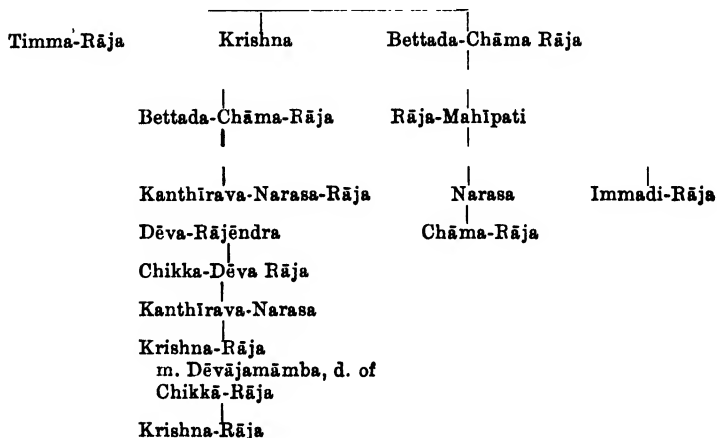 Timma-Rāja Krishna Bettada-Chāma Rāja
Bettada-Chāma-Rāja Rāja-Mahīpati
Kanthīrava-Narasa-Rāja Narasa Immadi-Rāja
Dēva-Rājēndra Chāma-Rāja
Chikka-Dēva Rāja
Kanthīrava-Narasa
Krishna-Rāja
m. Dēvājamāmba, d. of
Chikkā-Rāja
Krishna-Rāja